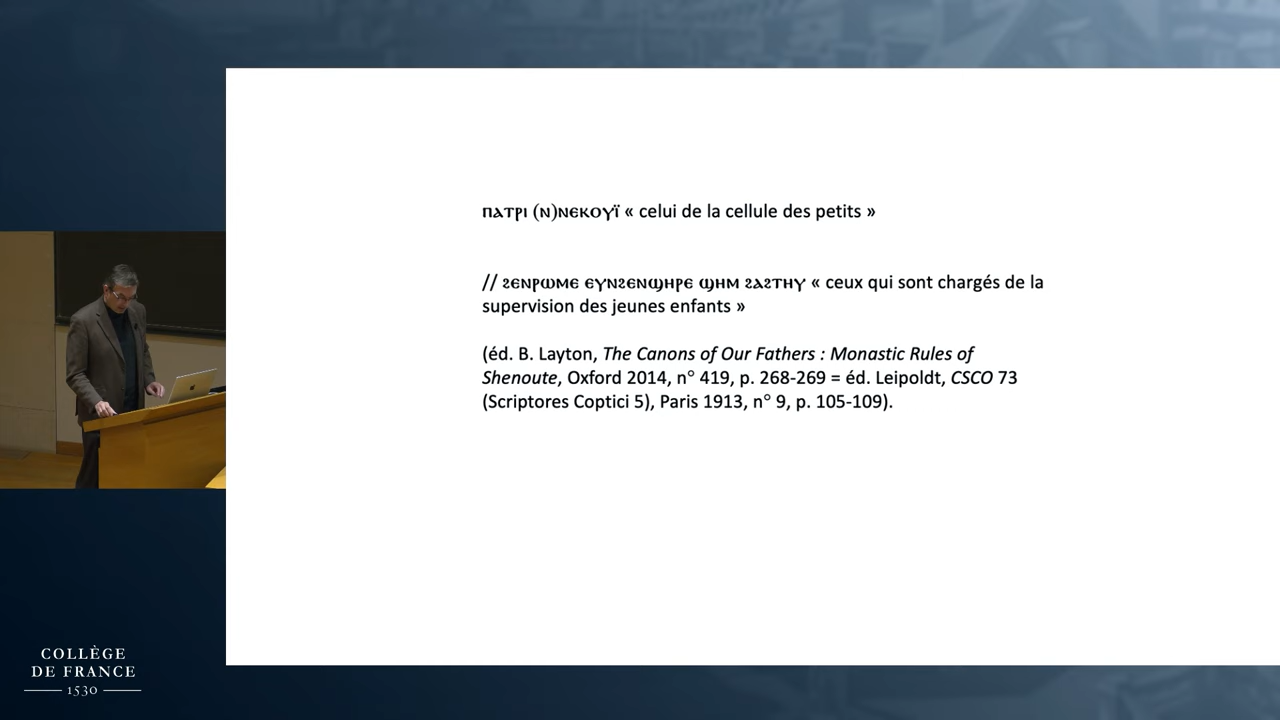 ⲡⲁⲧⲣⲓ (ⲛ)ⲛⲉⲕⲟⲩⲓ̈ « celui de la cellule des petits »
// ϩⲉⲛⲣⲱⲙⲉ ⲉⲩⲛϩⲉⲛϣⲏⲣⲉ ϣⲏⲙ ϩⲁϩⲧⲏⲩ « ceux qui sont chargés de la
supervision des jeunes enfants »
(éd. B. Layton, The Canons of Our Fathers : Monastic Rules of
Shenoute, Oxford 2014, n° 419, p. 268-269 = éd. Leipoldt, CSCO 73
(Scriptores Coptici 5), Paris 1913, n° 9, p. 105-109).
COLLÈGE
DE FRANCE
1530